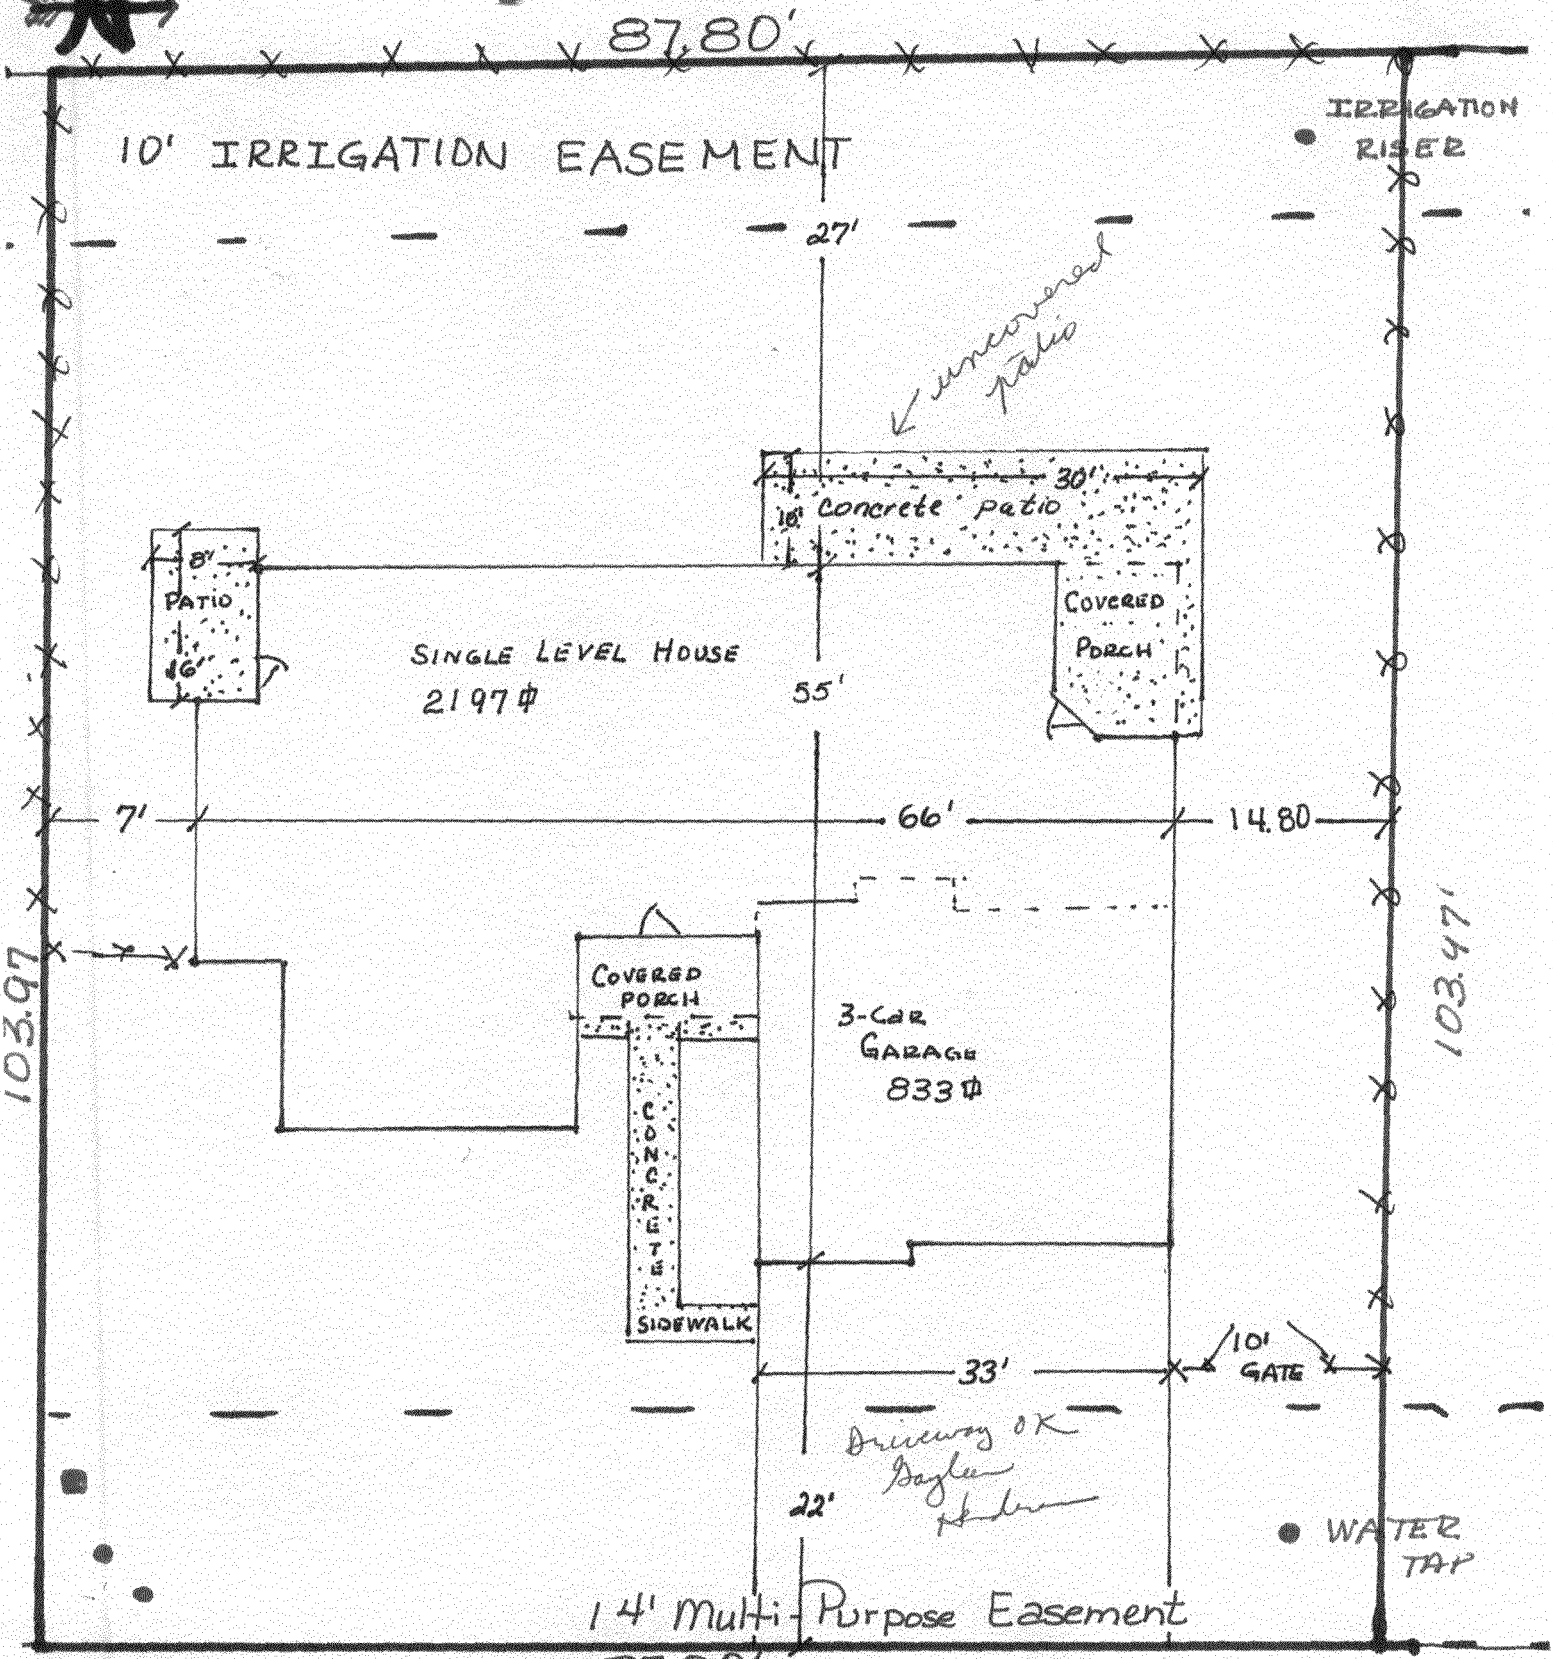 87.80'
IRRIGATION
RISER
10' IRRIGATION EASEMENT
27'
uncovered
patio
30'
10' Concrete patio
8'
PATIO
16'
COVERED
PORCH
SINGLE LEVEL HOUSE
2197 ⏍
55'
7'
66'
14.80
103.97
103.47'
COVERED
PORCH
3-CAR
GARAGE
833 ⏍
CONCRETE
SIDEWALK
10'
GATE
33'
Driveway OK
22'
WATER
TAP
14' Multi-Purpose Easement